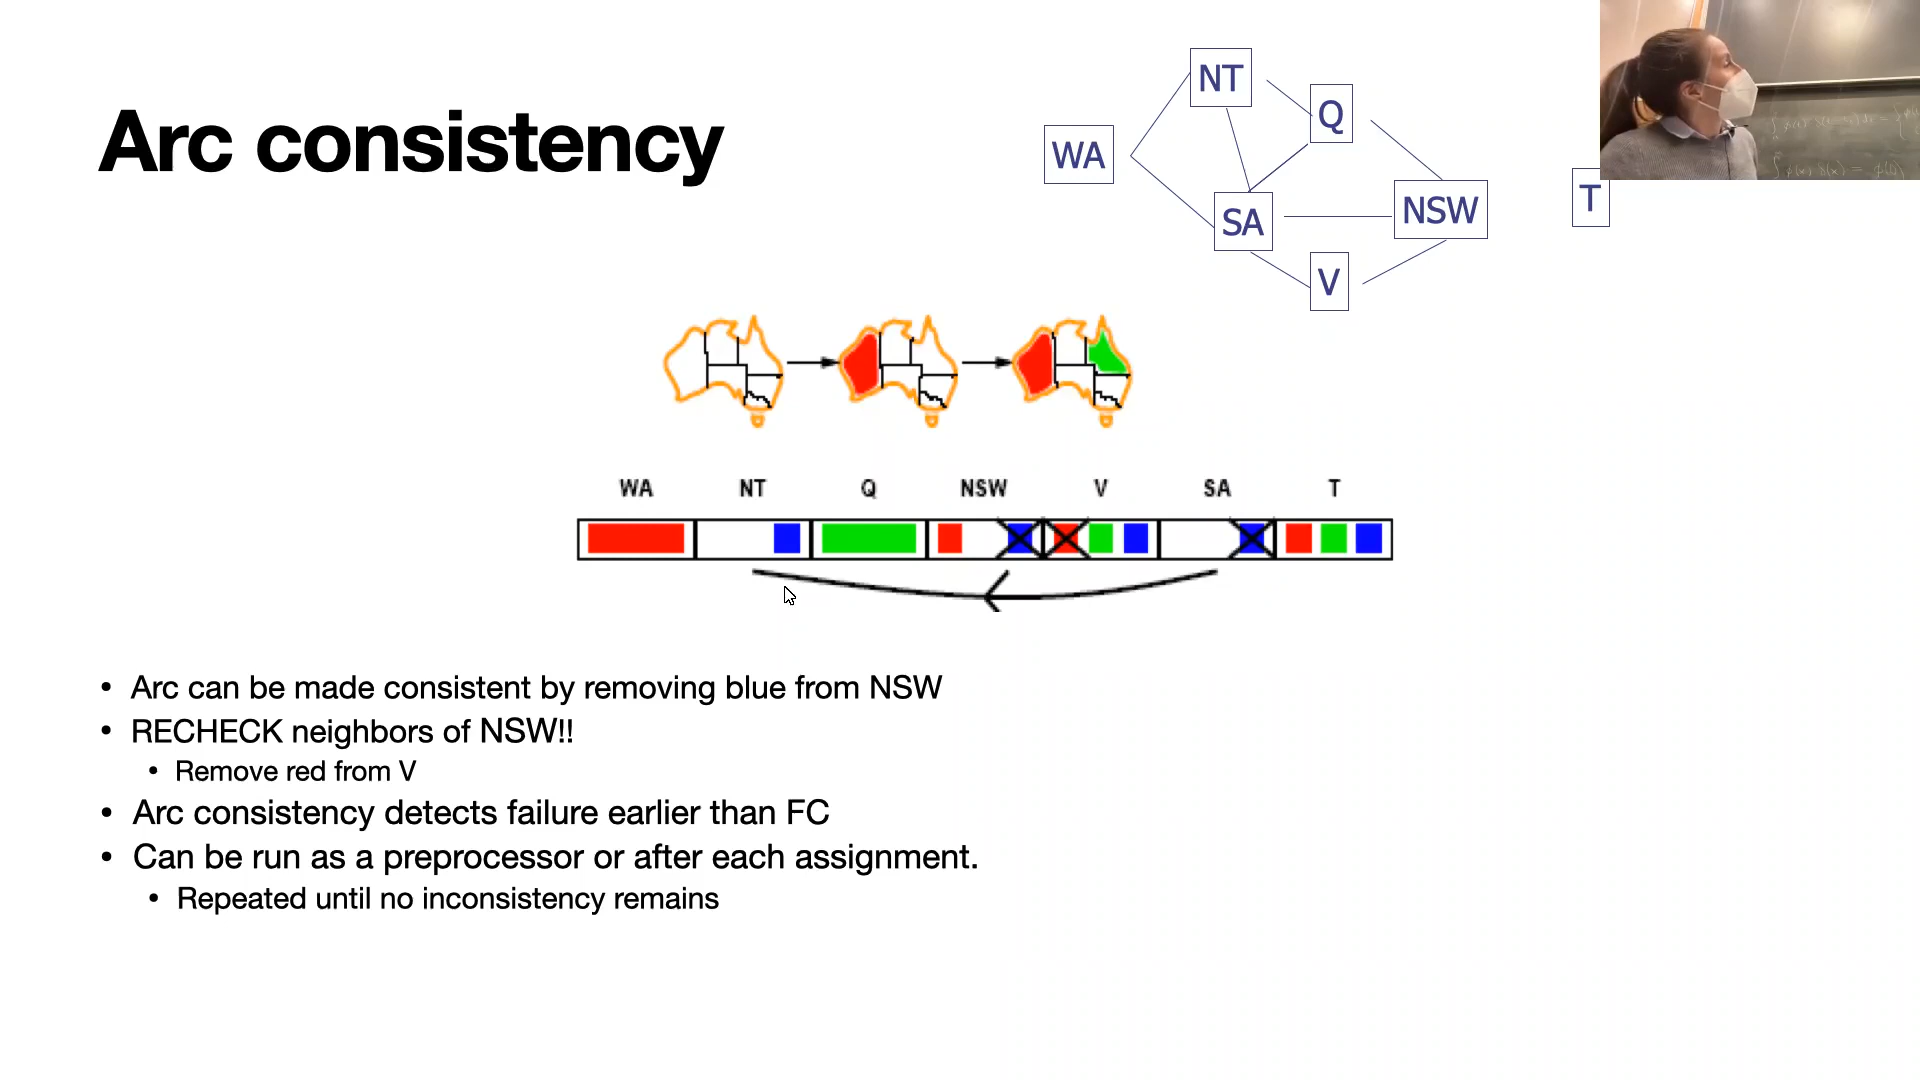 Arc consistency
NT
Q
WA
SA
NSW
V
T
WA NT Q NSW V SA T
• Arc can be made consistent by removing blue from NSW
• RECHECK neighbors of NSW!!
• Remove red from V
• Arc consistency detects failure earlier than FC
• Can be run as a preprocessor or after each assignment.
• Repeated until no inconsistency remains